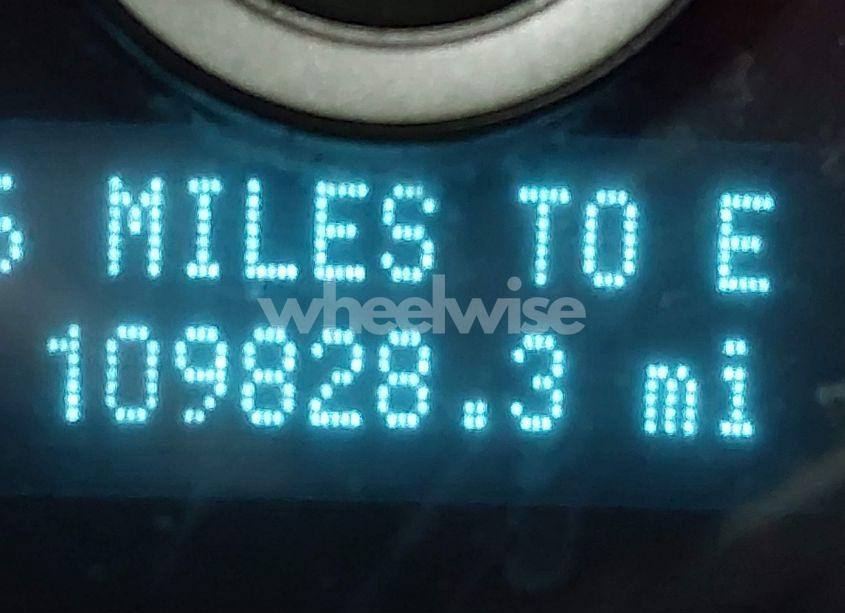 MILES TO E
wheelwise
109828.3 mi